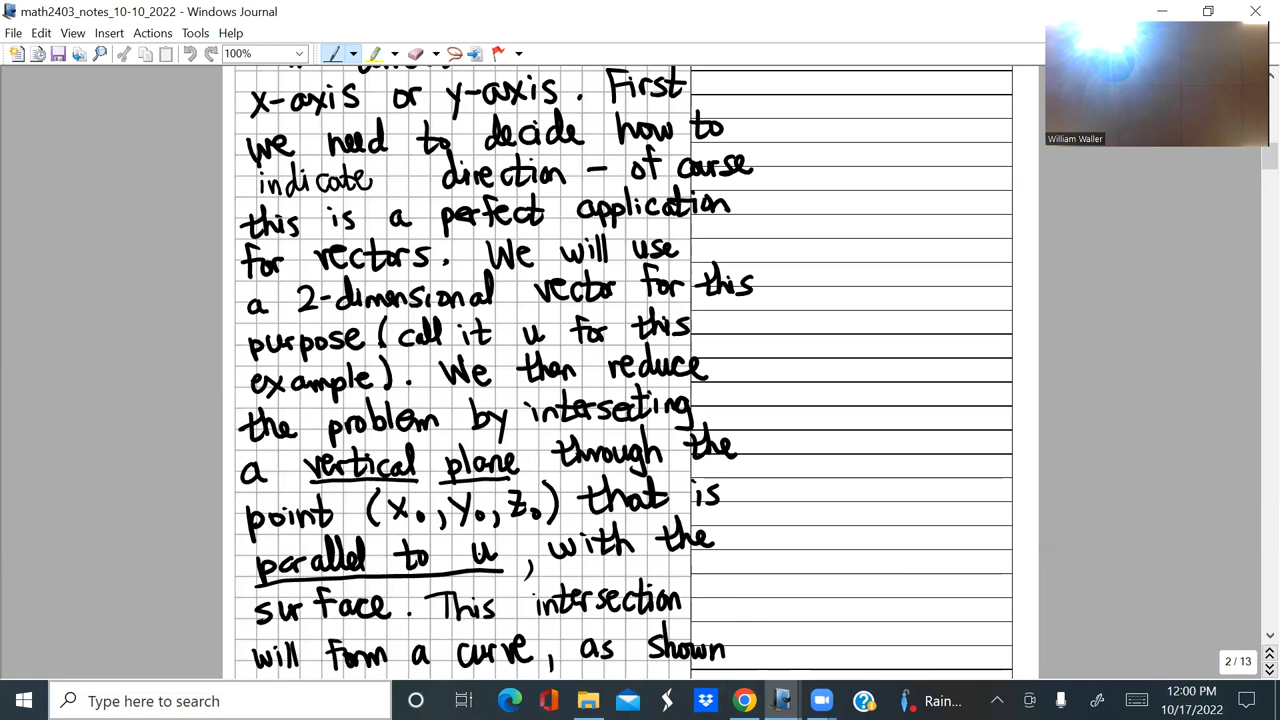 math2403_notes_10-10_2022 - Windows Journal
File Edit View Insert Actions Tools Help
100%
William Waller
x-axis or y-axis. First
we need to decide how to
indicate direction - of carse
this is a perfect application
for vectors. We will use
a 2-dimensional vector for this
purpose (call it u for this
example). We then reduce
the problem by intersecting
a vertical plane through the
point (x₀, y₀, z₀) that is
parallel to u, with the
surface. This intersection
will form a curve, as shown
2 / 13
Type here to search
Rain...
12:00 PM
10/17/2022